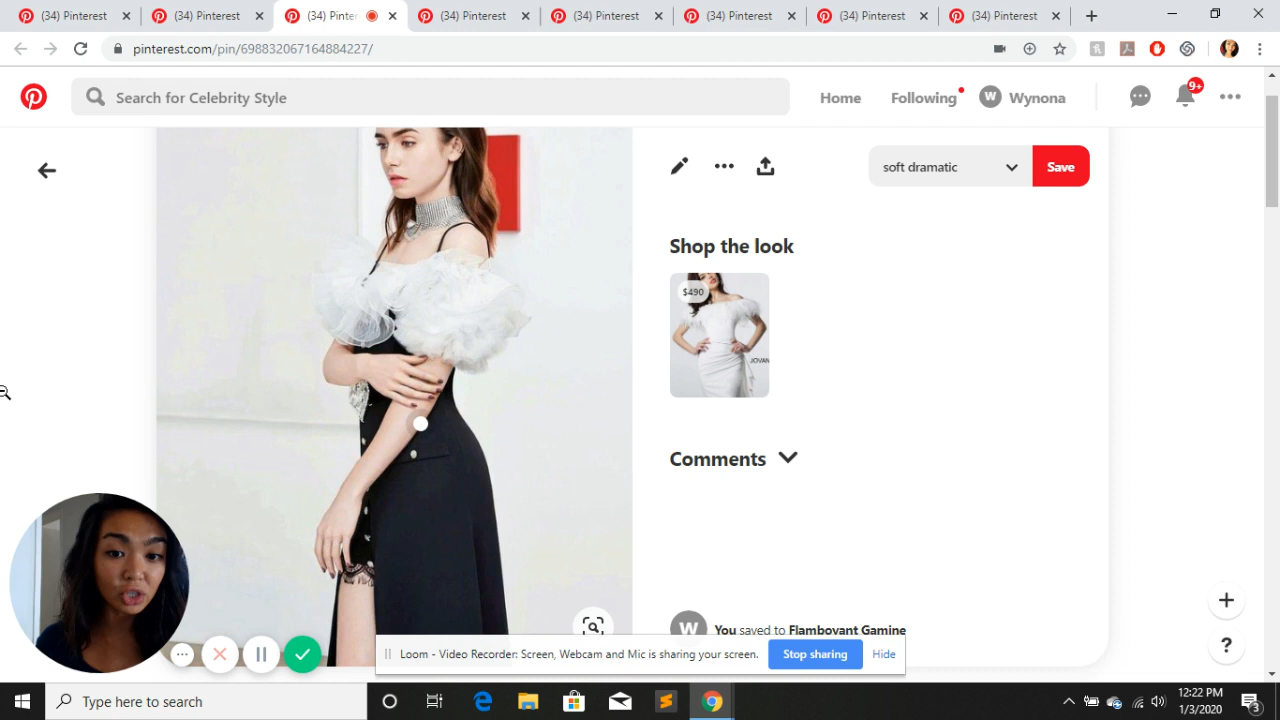 (34) Pinterest
(34) Pinterest
(34) Pinter
(34) Pinterest
(34) Pinterest
(34) Pinterest
(34) Pinterest
(34) Pinterest
pinterest.com/pin/698832067164884227/
Search for Celebrity Style
Home
Following
W
Wynona
9+
soft dramatic
Save
Shop the look
$490
JOVAN
Comments
W
You saved to Flamboyant Gamine
Loom - Video Recorder: Screen, Webcam and Mic is sharing your screen.
Stop sharing
Hide
+
?
Type here to search
12:22 PM
1/3/2020
3